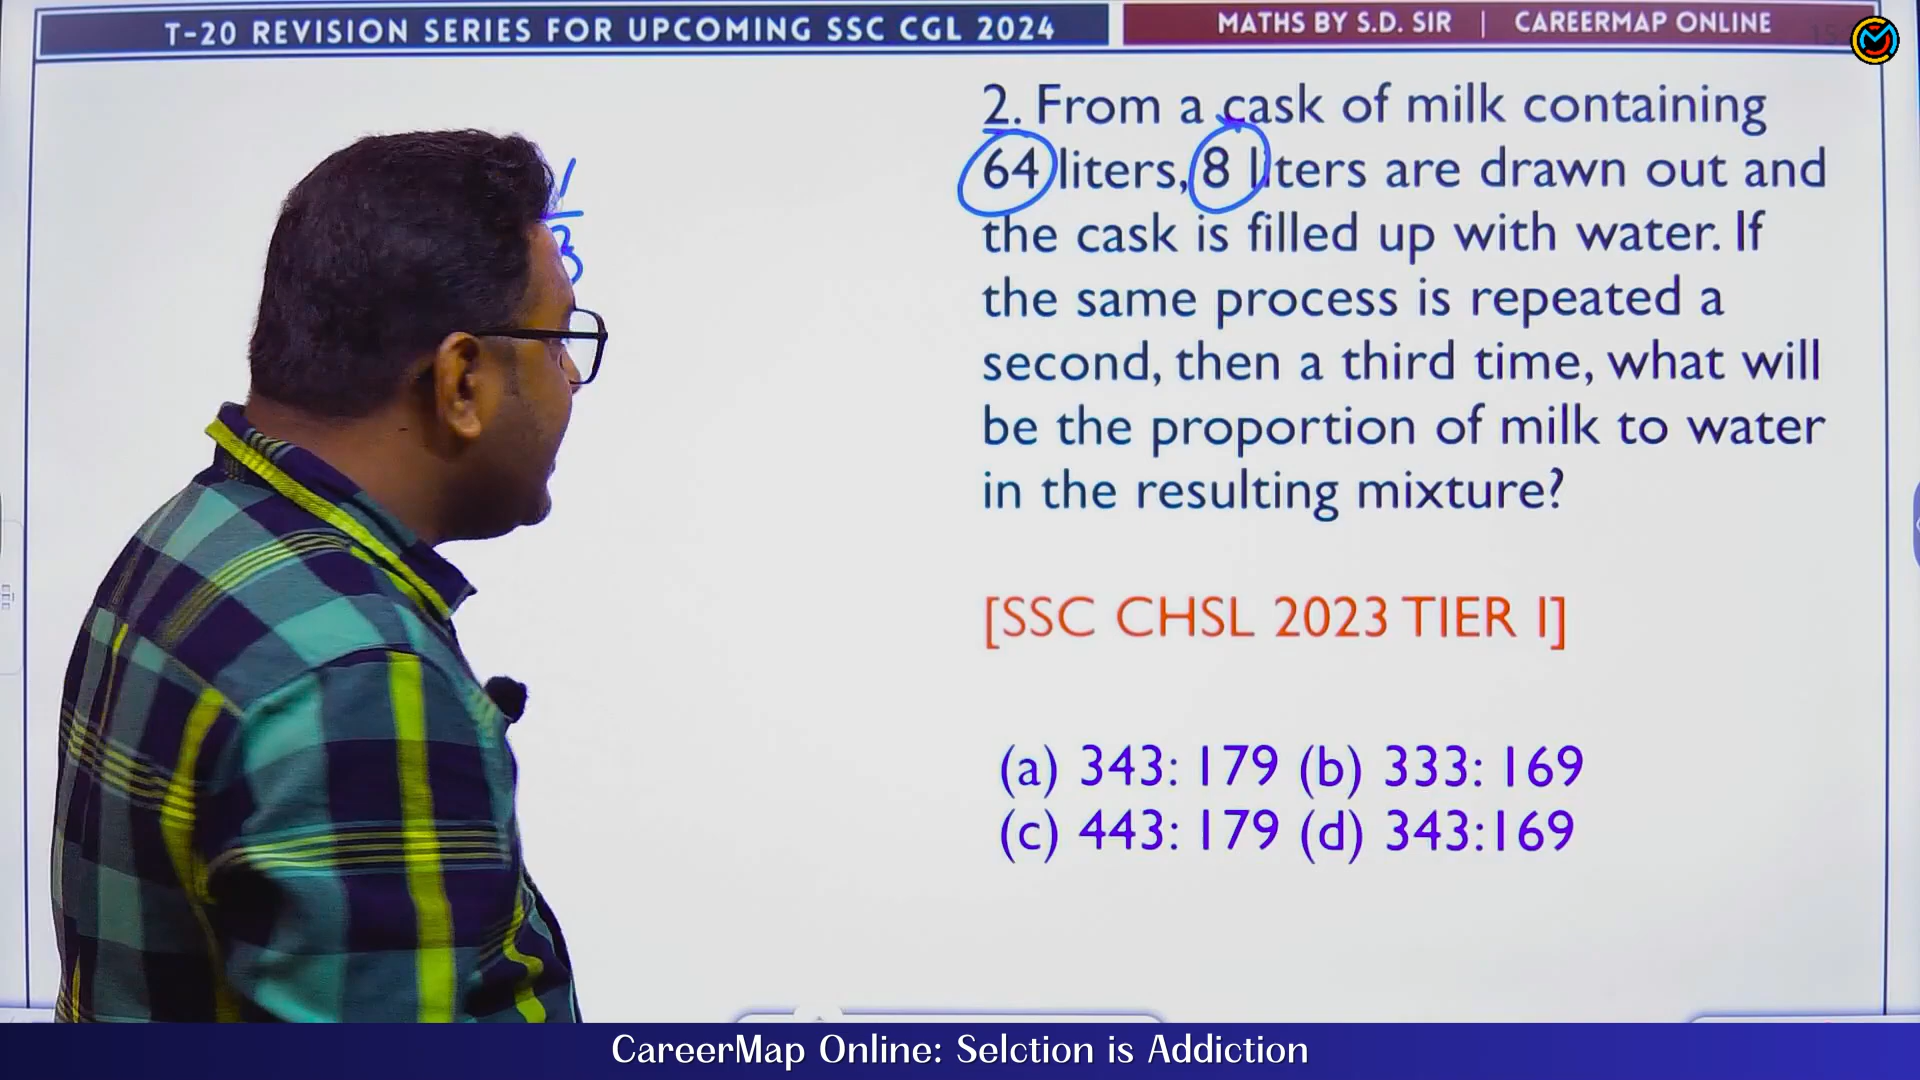 T-20 REVISION SERIES FOR UPCOMING SSC CGL 2024
MATHS BY S.D. SIR | CAREERMAP ONLINE
2. From a cask of milk containing
64 liters, 8 liters are drawn out and
the cask is filled up with water. If
the same process is repeated a
second, then a third time, what will
be the proportion of milk to water
in the resulting mixture?
[SSC CHSL 2023 TIER I]
(a) 343: 179 (b) 333: 169
(c) 443: 179 (d) 343:169
CareerMap Online: Selction is Addiction